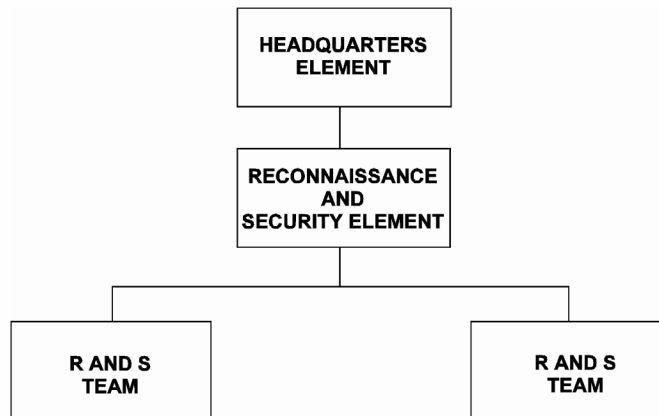 HEADQUARTERS
ELEMENT
RECONNAISSANCE
AND
SECURITY ELEMENT
R AND S
TEAM
R AND S
TEAM